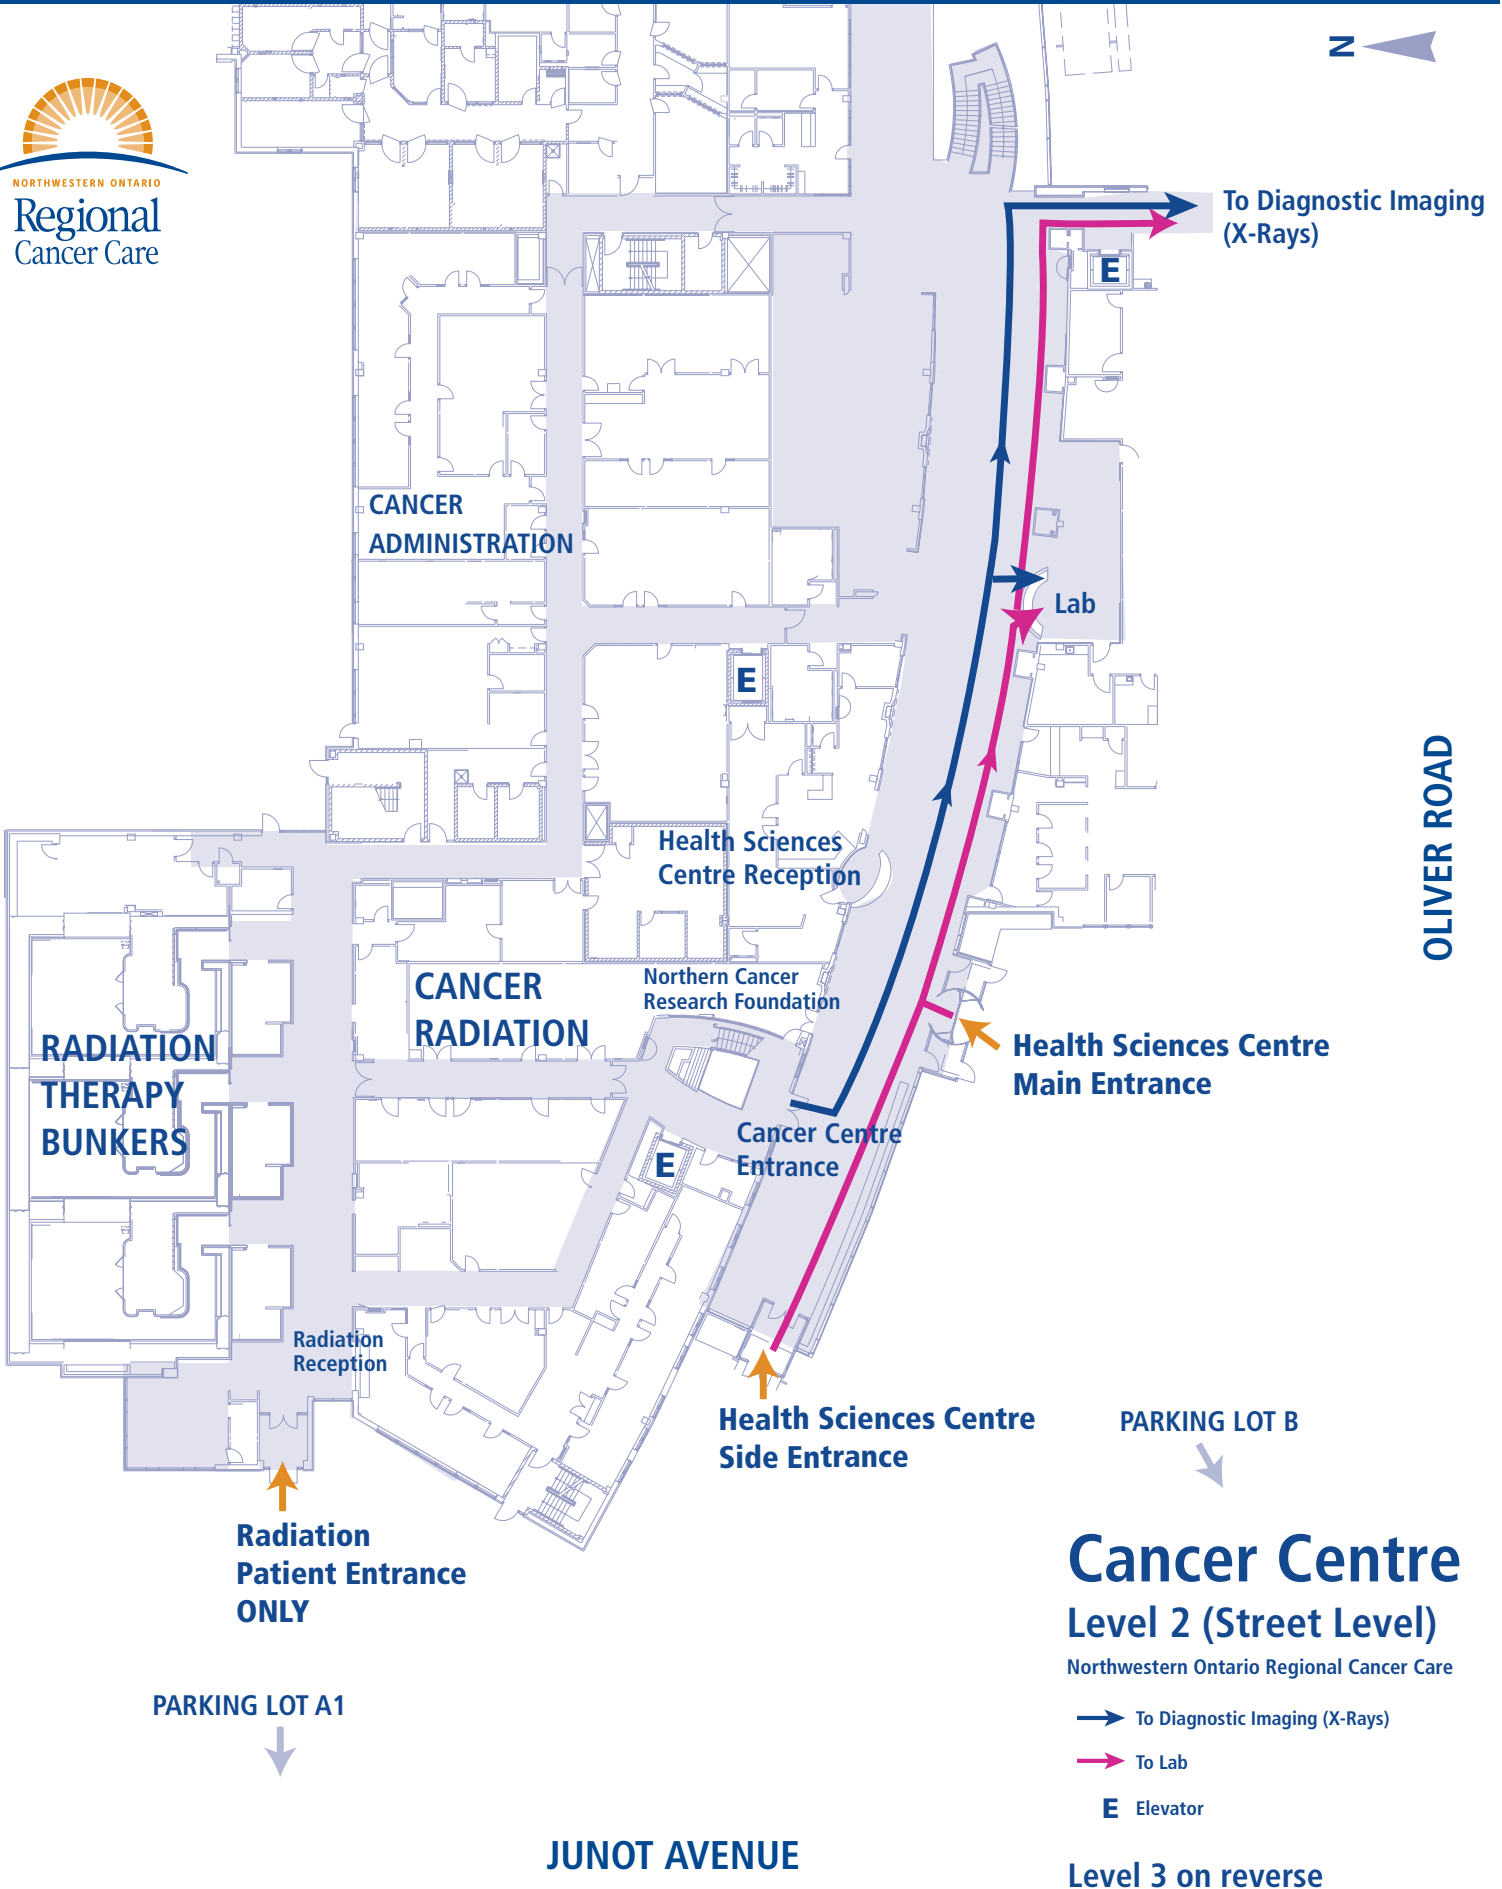 N
NORTHWESTERN ONTARIO
Regional
Cancer Care
To Diagnostic Imaging
(X-Rays)
E
CANCER
ADMINISTRATION
Lab
E
OLIVER ROAD
Health Sciences
Centre Reception
CANCER
RADIATION
Northern Cancer
Research Foundation
RADIATION
THERAPY
BUNKERS
Health Sciences Centre
Main Entrance
Cancer Centre
Entrance
E
Radiation
Reception
Health Sciences Centre
Side Entrance
PARKING LOT B
Radiation
Patient Entrance
ONLY
Cancer Centre
Level 2 (Street Level)
Northwestern Ontario Regional Cancer Care
PARKING LOT A1
To Diagnostic Imaging (X-Rays)
To Lab
E Elevator
JUNOT AVENUE
Level 3 on reverse